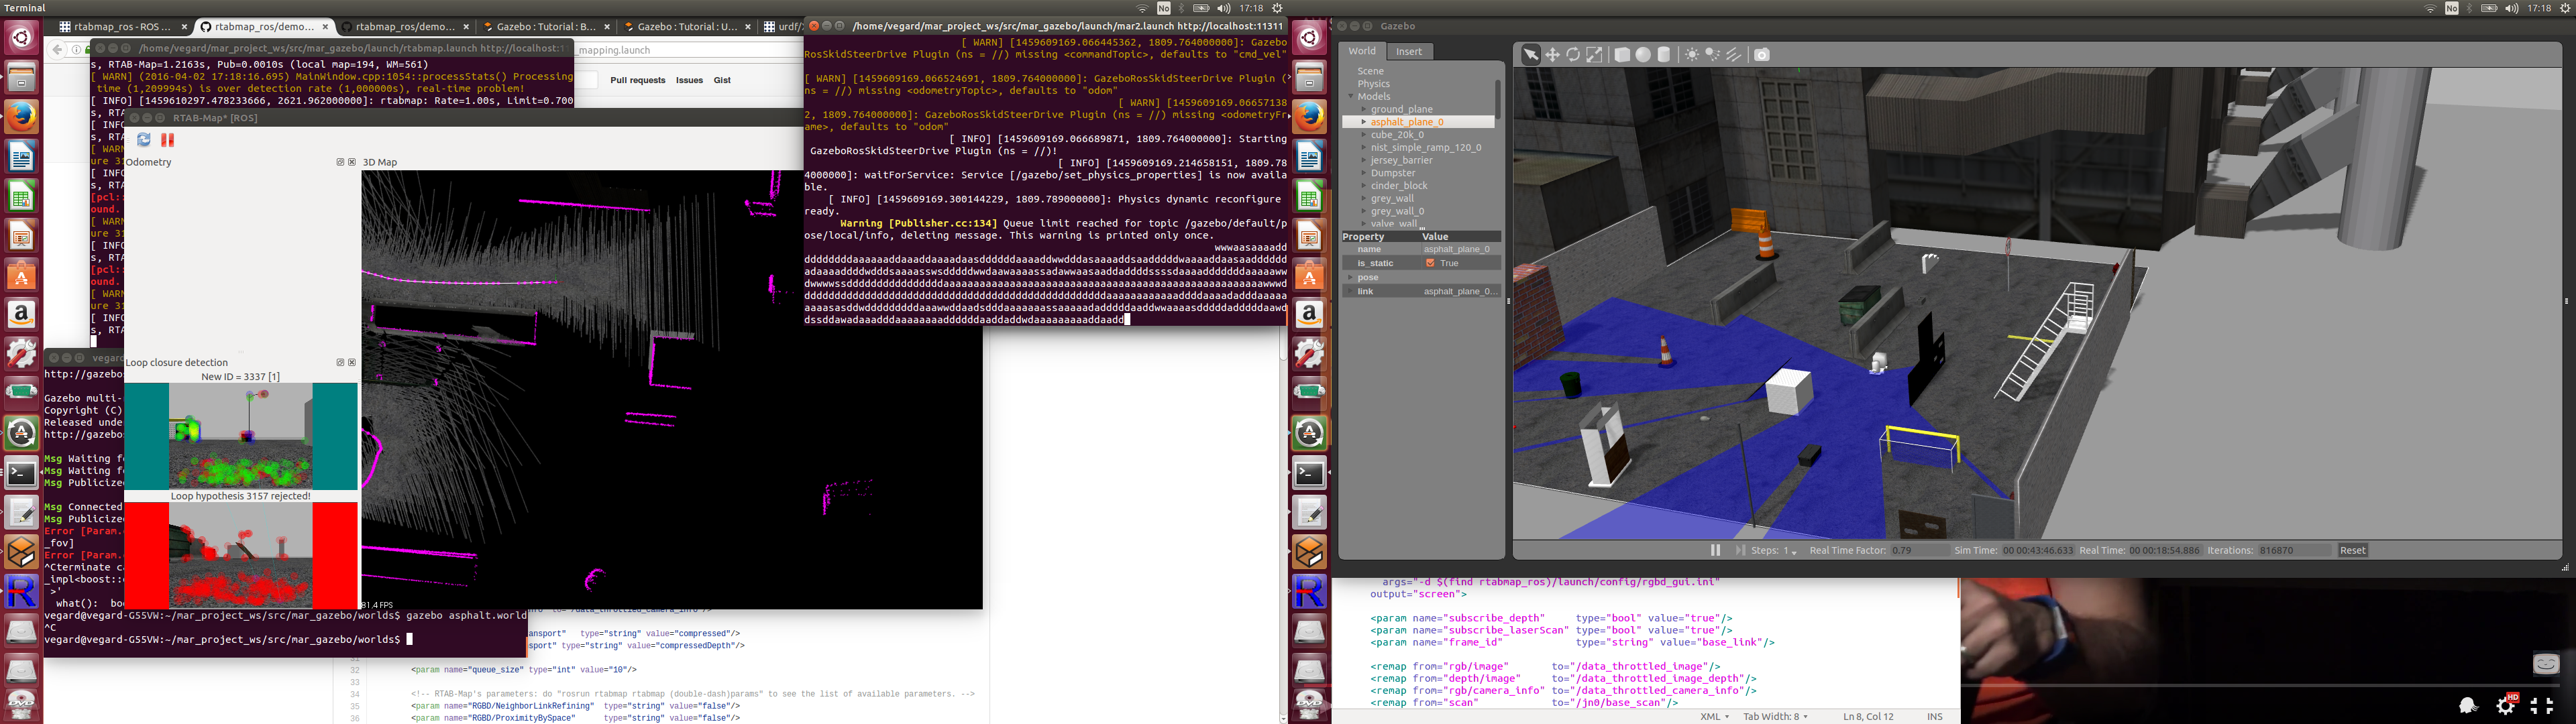 Terminal
No
17:18
No
17:18
rtabmap_ros - ROS
rtabmap_ros/demo...
rtabmap_ros/demo...
Gazebo : Tutorial : B...
Gazebo : Tutorial : U...
urdf/
_mapping.launch
Pull requests Issues Gist
/home/vegard/mar_project_ws/src/mar_gazebo/launch/rtabmap.launch http://localhost:11
s, RTAB-Map=1.2163s, Pub=0.0010s (local map=194, WM=561)
[ WARN] (2016-04-02 17:18:16.695) MainWindow.cpp:1054::processStats() Processing
time (1,209994s) is over detection rate (1,000000s), real-time problem!
[ INFO] [1459610297.478233666, 2621.962000000]: rtabmap: Rate=1.00s, Limit=0.700
RTAB-Map* [ROS]
Odometry
3D Map
Loop closure detection
New ID = 3337 [1]
Loop hypothesis 3157 rejected!
81.4 FPS
http://gazebo
Gazebo multi-
Copyright (C)
Released unde
http://gazebo
Msg Waiting fo
Msg Waiting fo
Msg Publicized
Msg Connected
Msg Publicized
Error [Param.
_fov]
Error [Param.
^Cterminate ca
_impl<boost::
>'
what(): bo
vegard@vegard-G55VW:~/mar_project_ws/src/mar_gazebo/worlds$ gazebo asphalt.world
^C
vegard@vegard-G55VW:~/mar_project_ws/src/mar_gazebo/worlds$
ansport" type="string" value="compressed"/>
sport" type="string" value="compressedDepth"/>
32 <param name="queue_size" type="int" value="10"/>
33
34 <!-- RTAB-Map's parameters: do "rosrun rtabmap rtabmap (double-dash)params" to see the list of available parameters. -->
35 <param name="RGBD/NeighborLinkRefining" type="string" value="false"/>
36 <param name="RGBD/ProximityBySpace" type="string" value="false"/>
/home/vegard/mar_project_ws/src/mar_gazebo/launch/mar2.launch http://localhost:11311
[ WARN] [1459609169.066445362, 1809.764000000]: Gazebo
RosSkidSteerDrive Plugin (ns = //) missing <commandTopic>, defaults to "cmd_vel"
[ WARN] [1459609169.066524691, 1809.764000000]: GazeboRosSkidSteerDrive Plugin (
ns = //) missing <odometryTopic>, defaults to "odom"
[ WARN] [1459609169.06657138
2, 1809.764000000]: GazeboRosSkidSteerDrive Plugin (ns = //) missing <odometryFr
ame>, defaults to "odom"
[ INFO] [1459609169.066689871, 1809.764000000]: Starting
GazeboRosSkidSteerDrive Plugin (ns = //)!
[ INFO] [1459609169.214658151, 1809.78
4000000]: waitForService: Service [/gazebo/set_physics_properties] is now availa
ble.
[ INFO] [1459609169.300144229, 1809.789000000]: Physics dynamic reconfigure
ready.
Warning [Publisher.cc:134] Queue limit reached for topic /gazebo/default/p
ose/local/info, deleting message. This warning is printed only once.
Gazebo
World Insert
Scene
Physics
Models
ground_plane
asphalt_plane_0
cube_20k_0
nist_simple_ramp_120_0
jersey_barrier
Dumpster
cinder_block
grey_wall
grey_wall_0
valve_wall
Property Value
name asphalt_plane_0
is_static True
pose
link asphalt_plane_0...
Steps: 1 Real Time Factor: 0.79 Sim Time: 00 00:43:46.633 Real Time: 00 00:18:54.886 Iterations: 816870 Reset
args="-d $(find rtabmap_ros)/launch/config/rgbd_gui.ini"
output="screen">
<param name="subscribe_depth" type="bool" value="true"/>
<param name="subscribe_laserScan" type="bool" value="true"/>
<param name="frame_id" type="string" value="base_link"/>
<remap from="rgb/image" to="/data_throttled_image"/>
<remap from="depth/image" to="/data_throttled_image_depth"/>
<remap from="rgb/camera_info" to="/data_throttled_camera_info"/>
<remap from="scan" to="/jn0/base_scan"/>
XML Tab Width: 8 Ln 8, Col 12 INS
HD